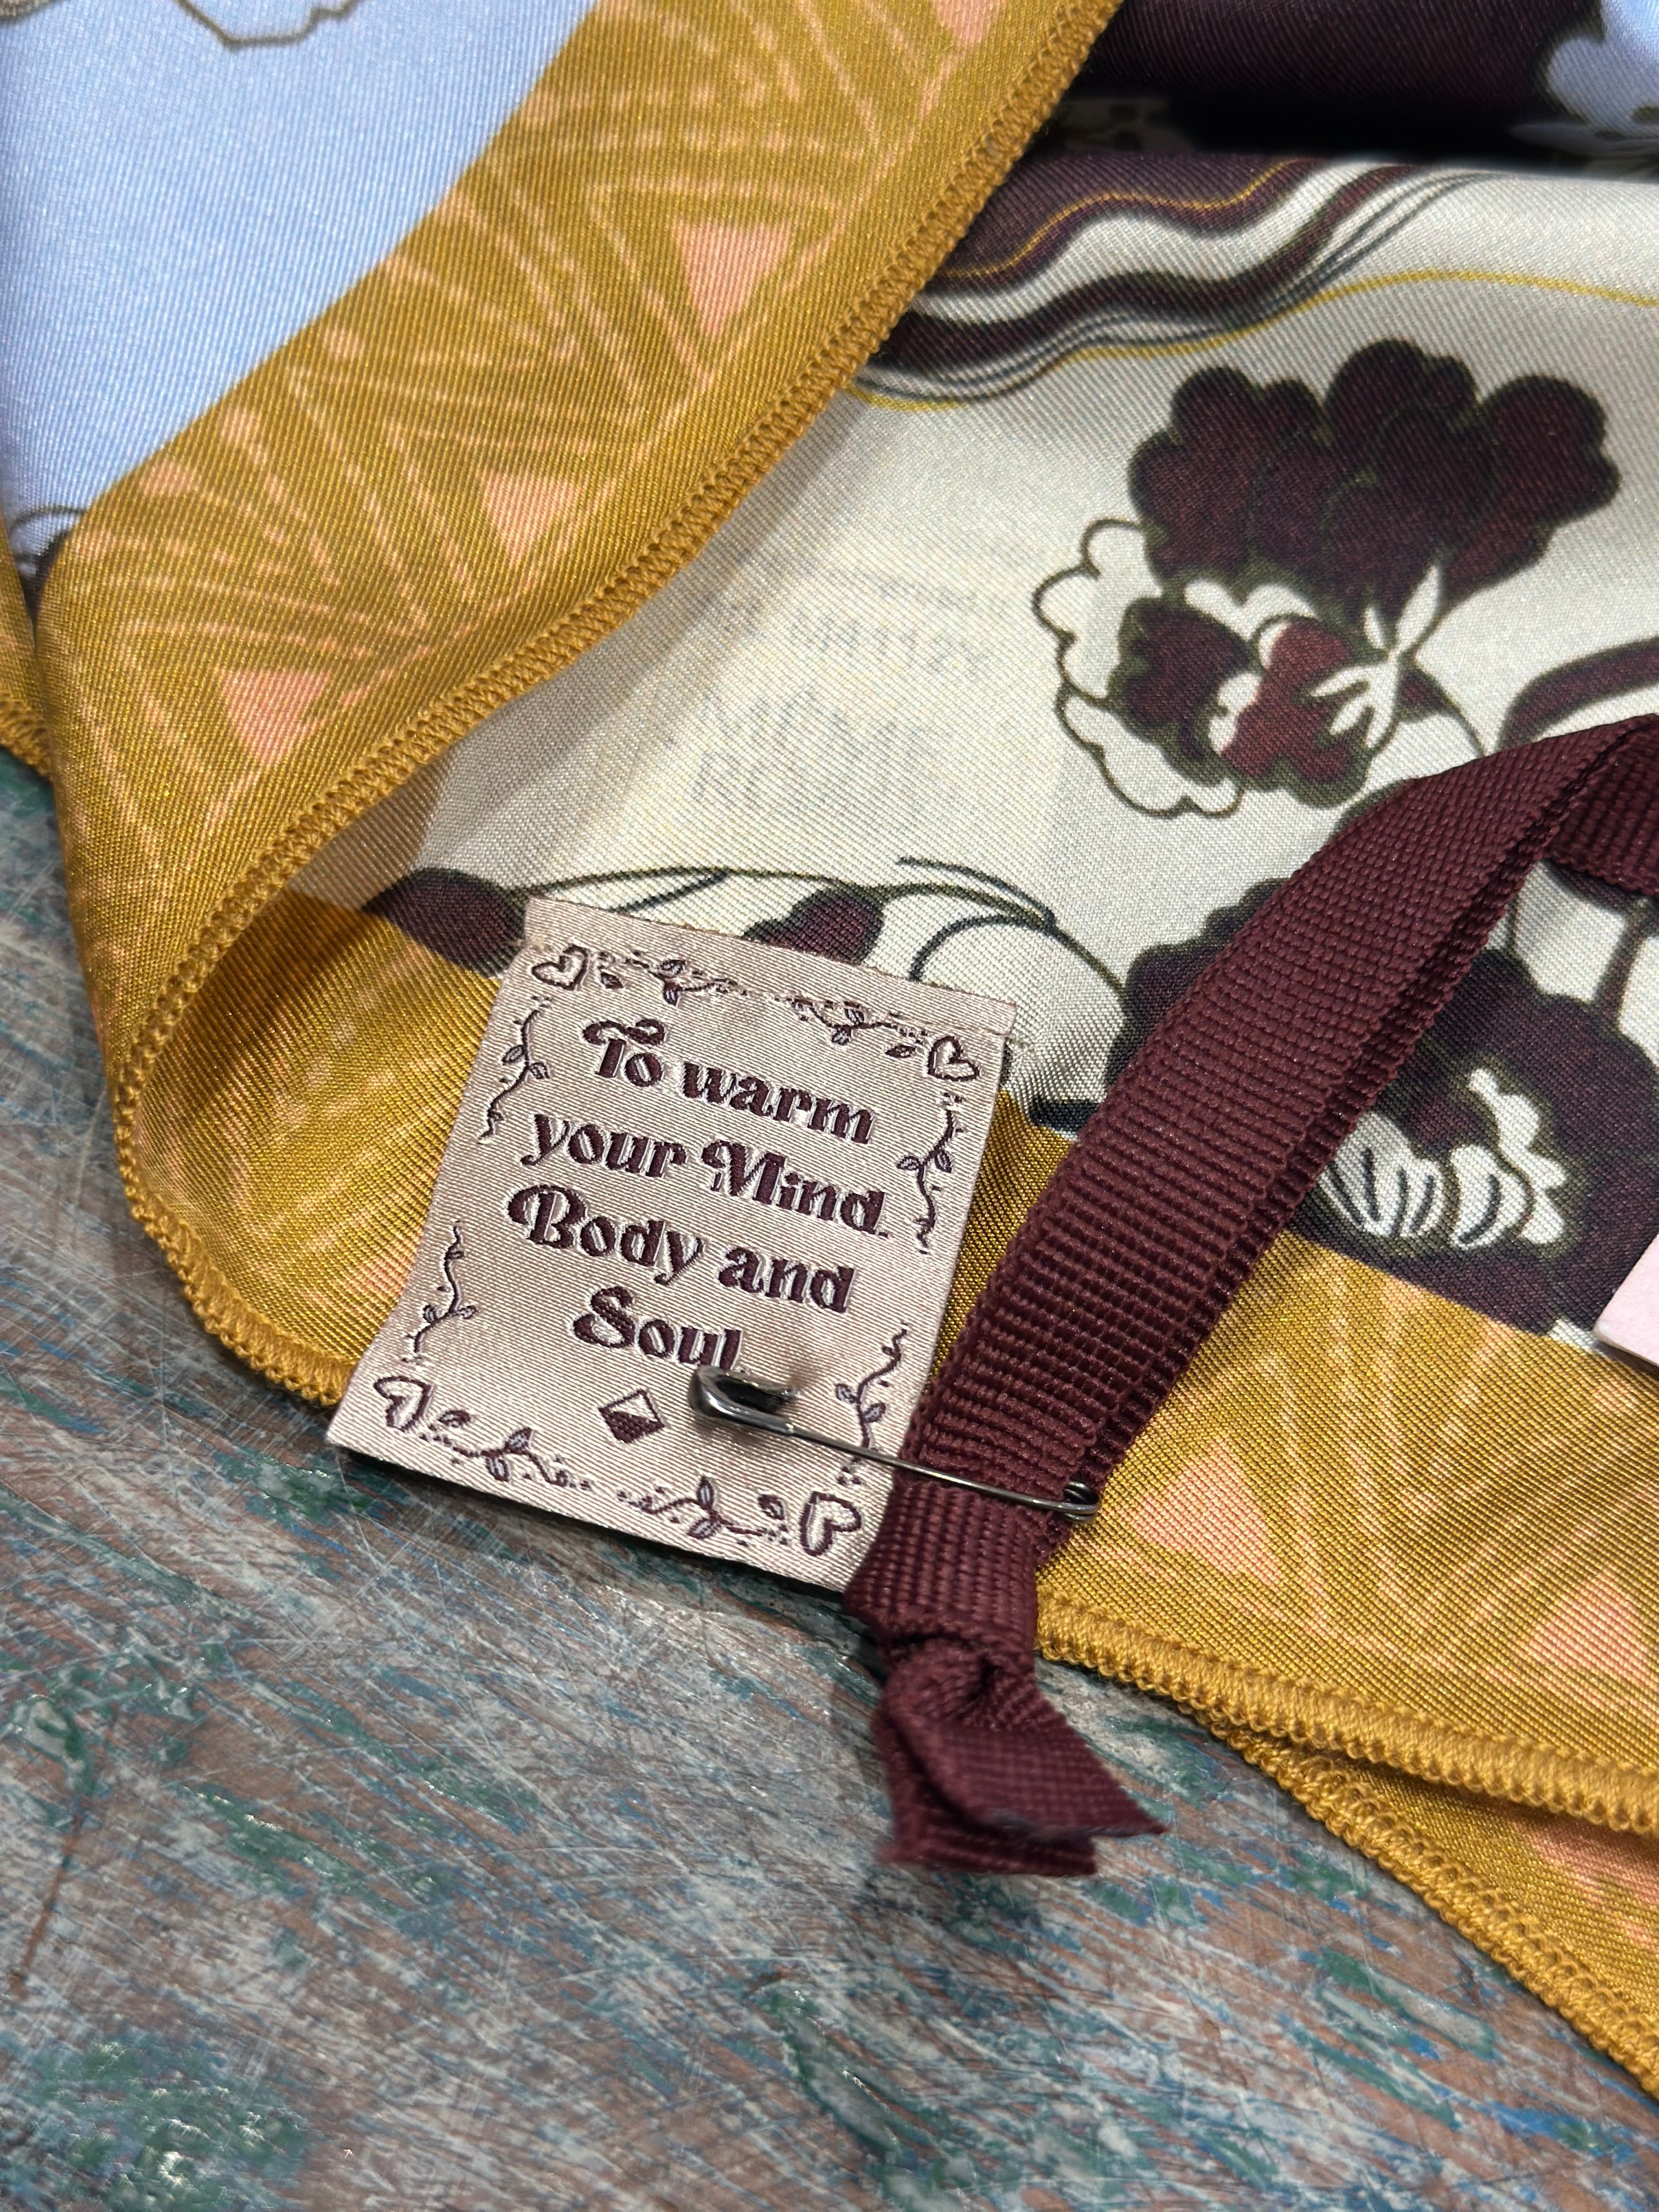 To warm
your Mind
Body and
Soul